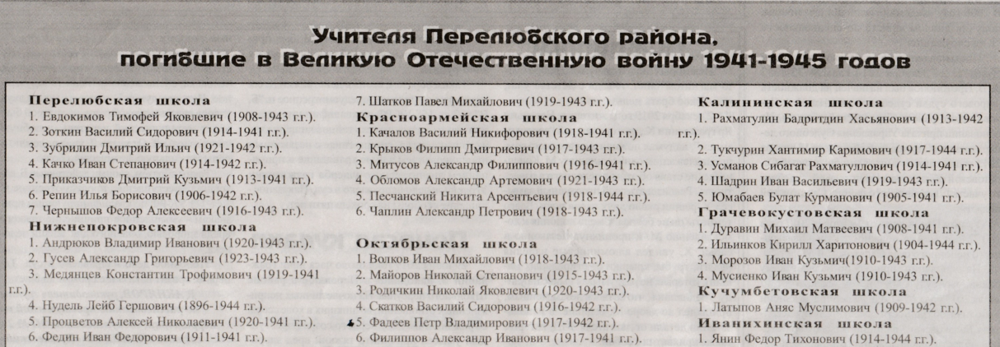 Учителя Перелюбского района,
погибшие в Великую Отечественную войну 1941-1945 годов
Перелюбская школа
1. Евдокимов Тимофей Яковлевич (1908-1943 г.г.).
2. Зоткин Василий Сидорович (1914-1941 г.г.).
3. Зубрилин Дмитрий Ильич (1921-1942 г.г.).
4. Качко Иван Степанович (1914-1942 г.г.).
5. Приказчиков Дмитрий Кузьмич (1913-1941 г.г.).
6. Репин Илья Борисович (1906-1942 г.г.).
7. Чернышов Федор Алексеевич (1916-1943 г.г.).
Нижнепокровская школа
1. Андрюков Владимир Иванович (1920-1943 г.г.).
2. Гусев Александр Григорьевич (1923-1943 г.г.).
3. Медянцев Константин Трофимович (1919-1941
г.г.).
4. Нудель Лейб Гершович (1896-1944 г.г.).
5. Процветов Алексей Николаевич (1920-1941 г.г.).
6. Федин Иван Федорович (1911-1941 г.г.).
7. Шатков Павел Михайлович (1919-1943 г.г.).
Красноармейская школа
1. Качалов Василий Никифорович (1918-1941 г.г.).
2. Крыков Филипп Дмитриевич (1917-1943 г.г.).
3. Митусов Александр Филиппович (1916-1941 г.г.).
4. Обломов Александр Артемович (1921-1943 г.г.).
5. Песчанский Никита Арсентьевич (1918-1944 г.г.).
6. Чаплин Александр Петрович (1918-1943 г.г.).
Октябрьская школа
1. Волков Иван Михайлович (1918-1943 г.г.).
2. Майоров Николай Степанович (1915-1943 г.г.).
3. Родичкин Николай Яковлевич (1920-1943 г.г.).
4. Скатков Василий Сидорович (1916-1942 г.г.).
5. Фадеев Петр Владимирович (1917-1942 г.г.).
6. Филиппов Александр Иванович (1917-1941 г.г.).
Калининская школа
1. Рахматулин Бадритдин Хасьянович (1913-1942
г.г.).
2. Тукчурин Хантимир Каримович (1917-1944 г.г.).
3. Усманов Сибагат Рахматуллович (1914-1941 г.г.).
4. Шадрин Иван Васильевич (1919-1943 г.г.).
5. Юмабаев Булат Курманович (1905-1941 г.г.).
Грачевокустовская школа
1. Дуравин Михаил Матвеевич (1908-1941 г.г.).
2. Ильинков Кирилл Харитонович (1904-1944 г.г.).
3. Морозов Иван Кузьмич(1910-1943 г.г.).
4. Мусиенко Иван Кузьмич (1910-1943 г.г.).
Кучумбетовская школа
1. Латыпов Аняс Муслимович (1909-1942 г.г.).
Иванихинская школа
1. Янин Федор Тихонович (1914-1944 г.г.).